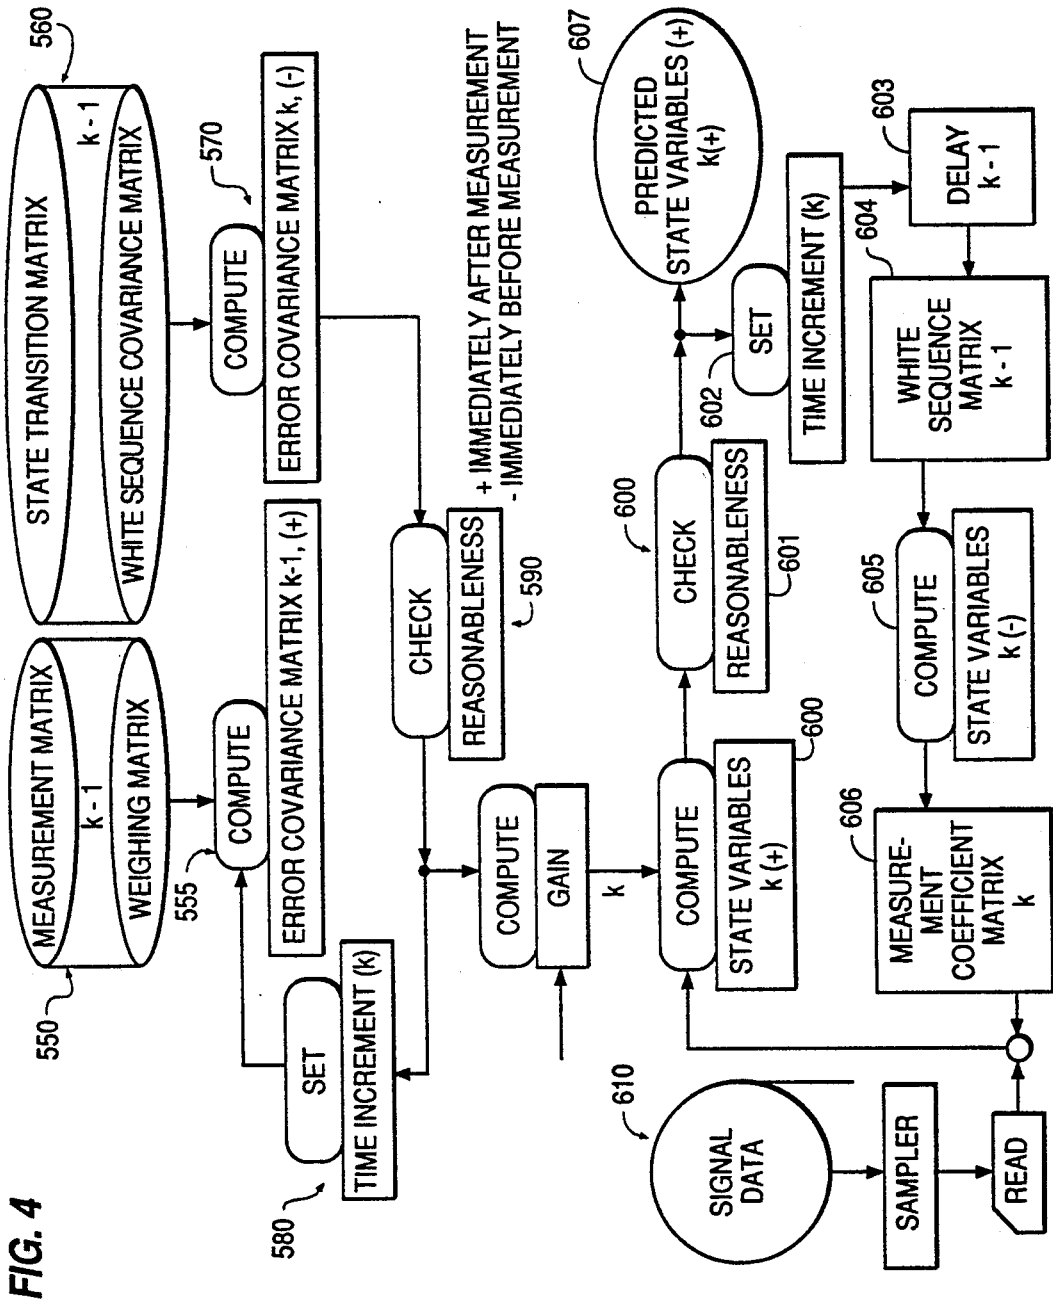 FIG. 4
550
MEASUREMENT MATRIX
k - 1
WEIGHING MATRIX
560
STATE TRANSITION MATRIX
k - 1
WHITE SEQUENCE COVARIANCE MATRIX
555
COMPUTE
ERROR COVARIANCE MATRIX k-1, (+)
570
COMPUTE
ERROR COVARIANCE MATRIX k, (-)
580
SET
TIME INCREMENT (k)
CHECK
REASONABLENESS
590
+ IMMEDIATELY AFTER MEASUREMENT
- IMMEDIATELY BEFORE MEASUREMENT
COMPUTE
GAIN
k
COMPUTE
STATE VARIABLES
k (+)
600
600
CHECK
REASONABLENESS
601
607
PREDICTED
STATE VARIABLES (+)
k(+)
602
SET
TIME INCREMENT (k)
603
DELAY
k - 1
604
WHITE
SEQUENCE
MATRIX
k - 1
605
COMPUTE
STATE VARIABLES
k (-)
606
MEASURE-
MENT
COEFFICIENT
MATRIX
k
610
SIGNAL
DATA
SAMPLER
READ